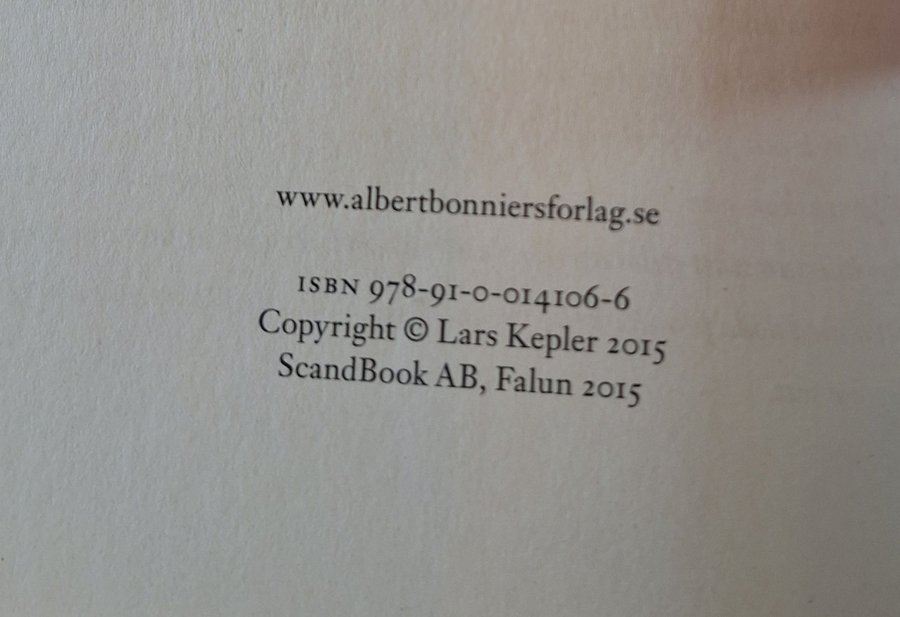 www.albertbonniersforlag.se
ISBN 978-91-0-014106-6
Copyright © Lars Kepler 2015
ScandBook AB, Falun 2015